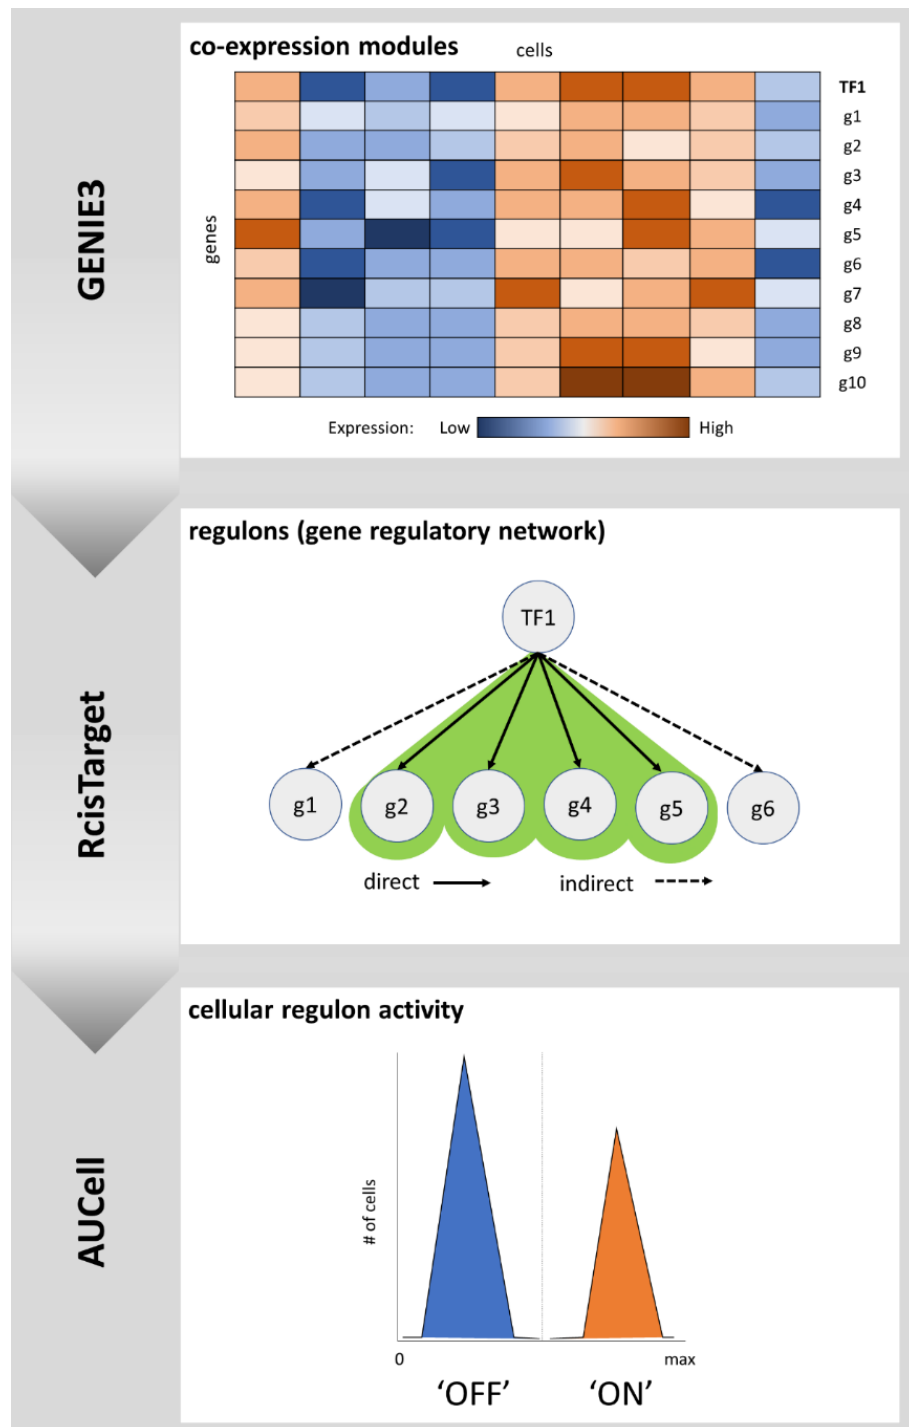 GENIE3
co-expression modules
cells
genes
TF1
g1
g2
g3
g4
g5
g6
g7
g8
g9
g10
Expression: Low High
RcisTarget
regulons (gene regulatory network)
TF1
g1 g2 g3 g4 g5 g6
direct indirect
AUCell
cellular regulon activity
# of cells
0 max
‘OFF’ ‘ON’